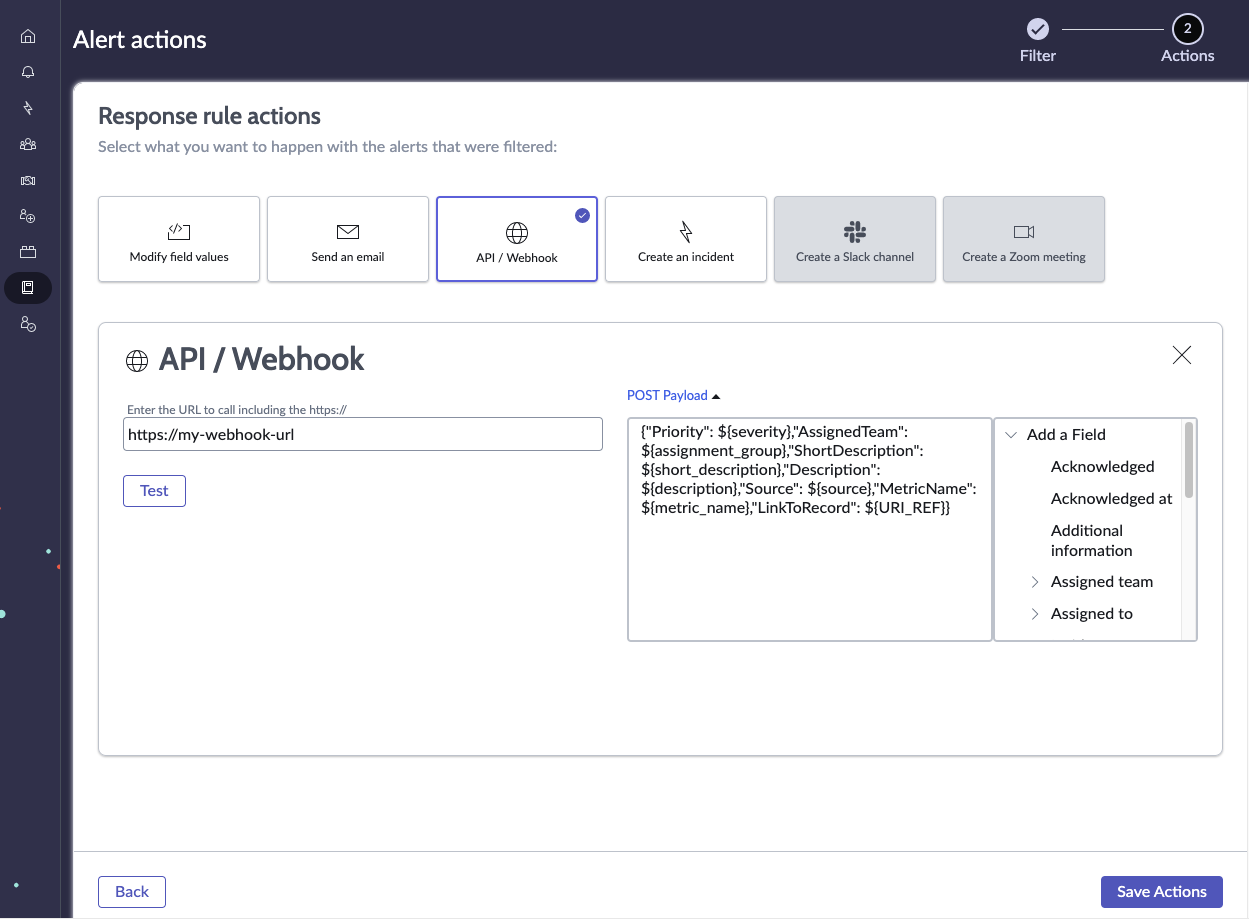 Alert actions
2
Filter
Actions
Response rule actions
Select what you want to happen with the alerts that were filtered:
Modify field values
Send an email
API / Webhook
Create an incident
Create a Slack channel
Create a Zoom meeting
API / Webhook
POST Payload
Enter the URL to call including the https://
https://my-webhook-url
Test
{"Priority": ${severity},"AssignedTeam":
${assignment_group},"ShortDescription":
${short_description},"Description":
${description},"Source": ${source},"MetricName":
${metric_name},"LinkToRecord": ${URI_REF}}
Add a Field
Acknowledged
Acknowledged at
Additional
information
Assigned team
Assigned to
Back
Save Actions